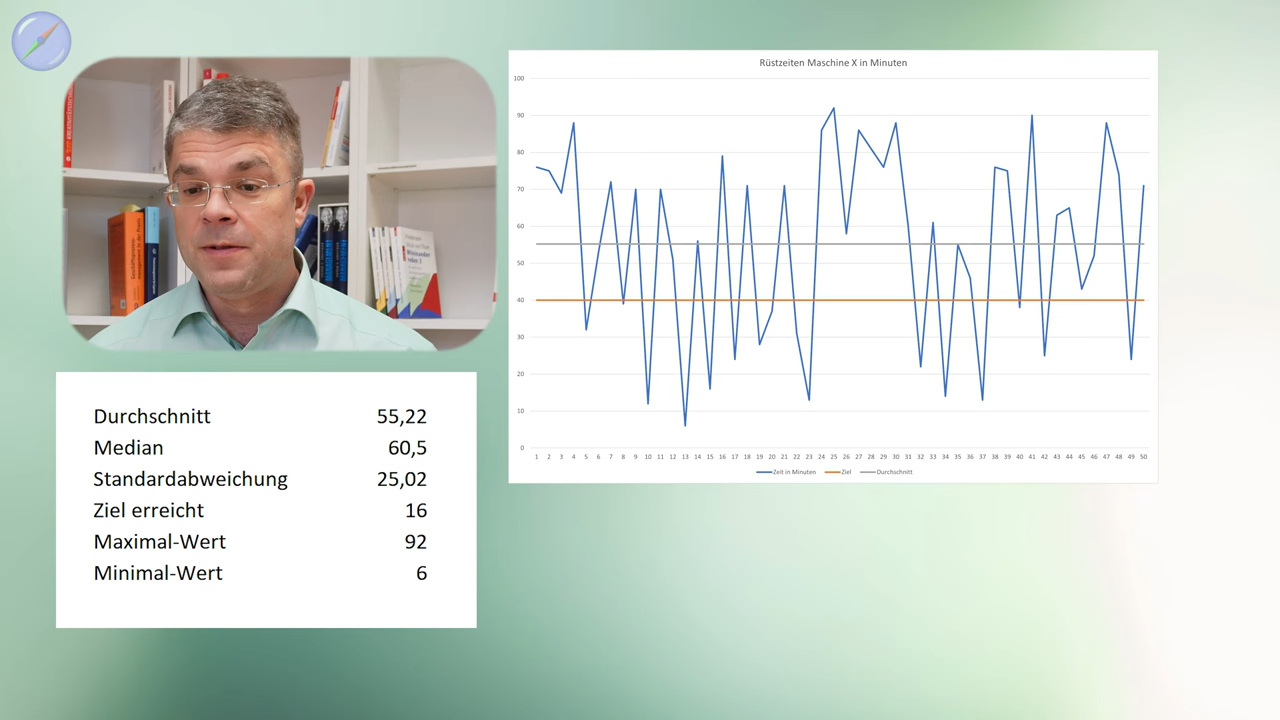 Rüstzeiten Maschine X in Minuten
100
90
80
70
60
50
40
30
20
10
0
1 2 3 4 5 6 7 8 9 10 11 12 13 14 15 16 17 18 19 20 21 22 23 24 25 26 27 28 29 30 31 32 33 34 35 36 37 38 39 40 41 42 43 44 45 46 47 48 49 50
Zeit in Minuten Ziel Durchschnitt
Durchschnitt 55,22
Median 60,5
Standardabweichung 25,02
Ziel erreicht 16
Maximal-Wert 92
Minimal-Wert 6